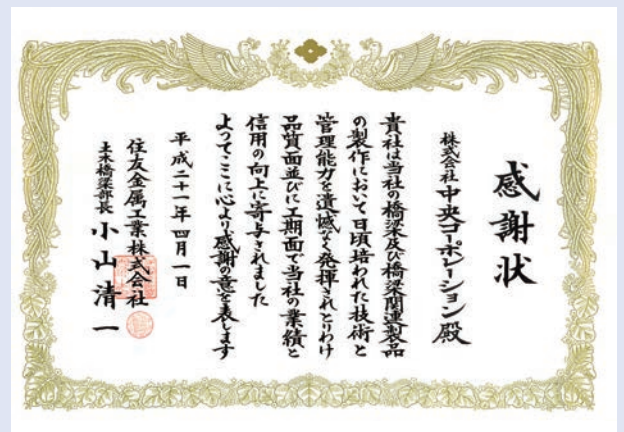 感謝状
株式会社 中央コーポレーション 殿
貴社は当社の橋梁及び橋梁関連製品
の製作において日頃培われた技術と
管理能力を遺憾なく発揮されとりわけ
品質面並びに工期面で当社の業績と
信用の向上に寄与されました
よってここに心より感謝の意を表します
平成二十一年四月一日
住友金属工業株式会社
土木橋梁部長 小山清一